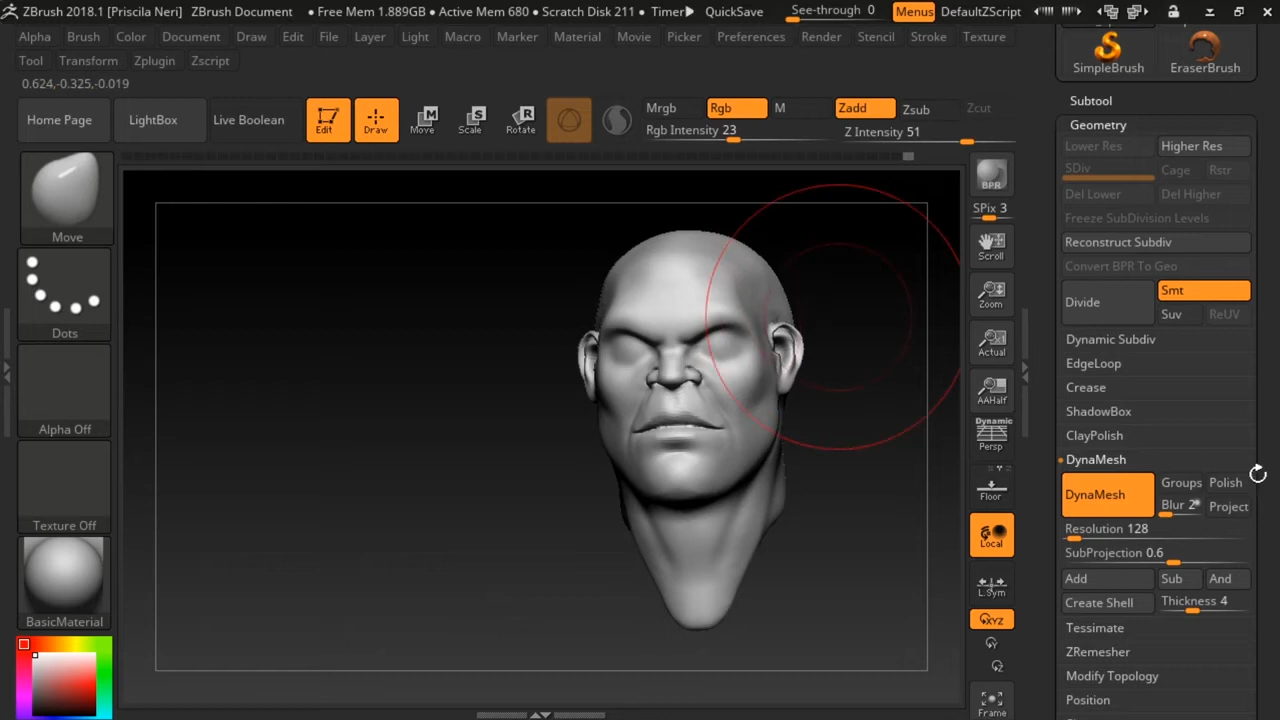 ZBrush 2018.1 [Priscila Neri] ZBrush Document • Free Mem 1.889GB • Active Mem 680 • Scratch Disk 211 • Timer QuickSave See-through 0 Menus DefaultZScript
Alpha Brush Color Document Draw Edit File Layer Light Macro Marker Material Movie Picker Preferences Render Stencil Stroke Texture
Tool Transform Zplugin Zscript
0.624,-0.325,-0.019
Home Page LightBox Live Boolean Edit Draw Move Scale Rotate
Mrgb Rgb M Zadd Zsub Zcut
Rgb Intensity 23 Z Intensity 51
Move
Dots
Alpha Off
Texture Off
BasicMaterial
BPR
SPix 3
Scroll
Zoom
Actual
AAHalf
Dynamic
Persp
Floor
Local
L.Sym
XYZ
Y
Z
Frame
SimpleBrush EraserBrush
Subtool
Geometry
Lower Res Higher Res
SDiv Cage Rstr
Del Lower Del Higher
Freeze SubDivision Levels
Reconstruct Subdiv
Convert BPR To Geo
Divide Smt
Suv ReUV
Dynamic Subdiv
EdgeLoop
Crease
ShadowBox
ClayPolish
DynaMesh
DynaMesh Groups Polish
Blur 2 Project
Resolution 128
SubProjection 0.6
Add Sub And
Create Shell Thickness 4
Tessimate
ZRemesher
Modify Topology
Position